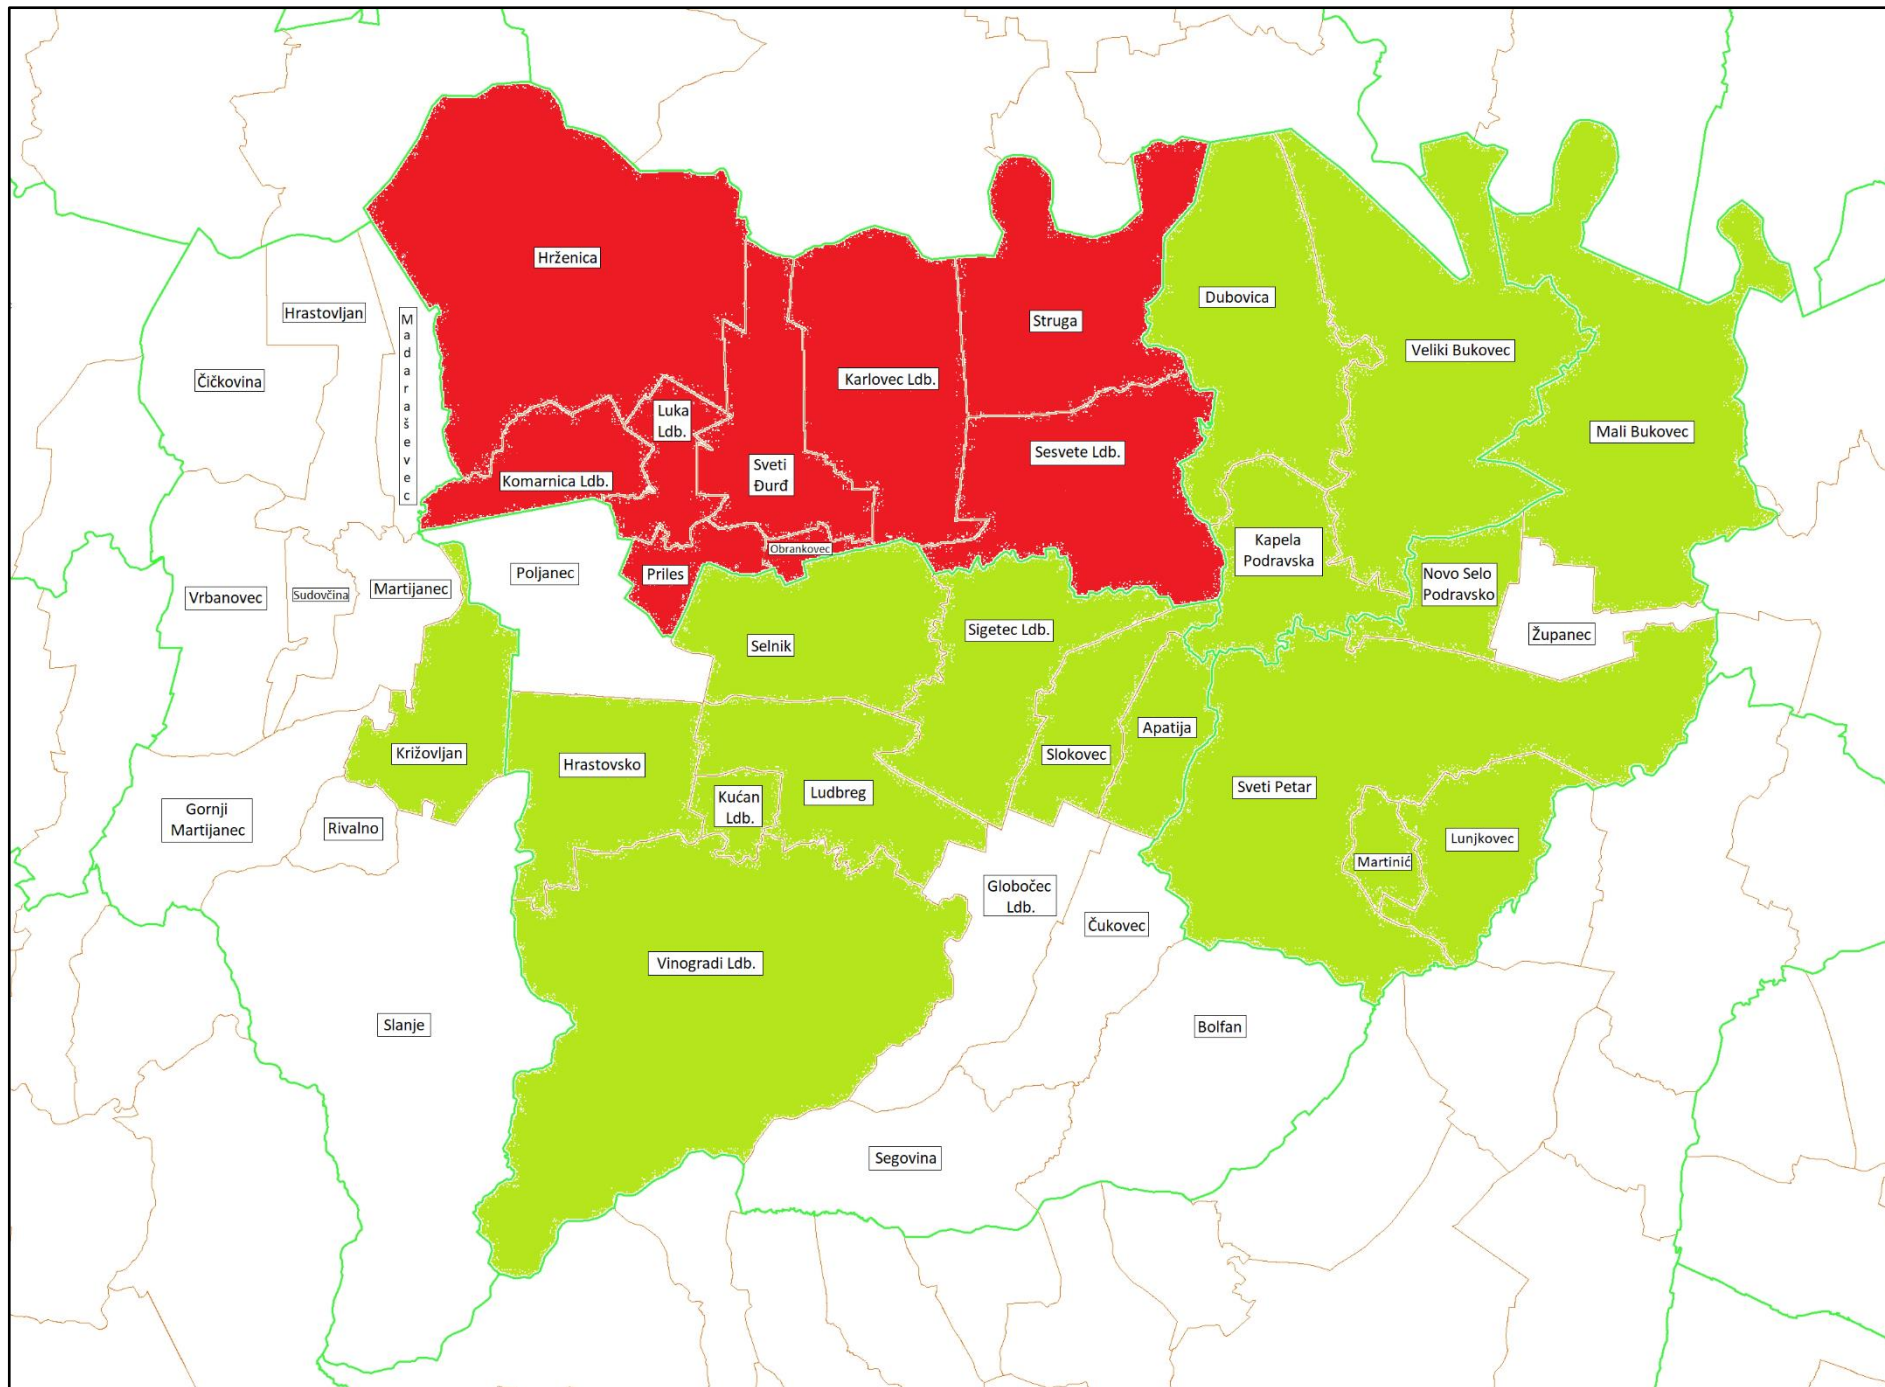 Hrženica
Hrastovljan
Dubovica
Struga
M
a
d
a
r
a
š
e
v
e
c
Veliki Bukovec
Čičkovina
Karlovec Ldb.
Luka
Ldb.
Mali Bukovec
Sesvete Ldb.
Sveti
Đurđ
Komarnica Ldb.
Kapela
Podravska
Obrankovec
Poljanec
Priles
Novo Selo
Podravsko
Martijanec
Sudovčina
Vrbanovec
Sigetec Ldb.
Županec
Selnik
Apatija
Križovljan
Slokovec
Hrastovsko
Sveti Petar
Ludbreg
Kućan
Ldb.
Gornji
Martijanec
Rivalno
Lunjkovec
Martinić
Globočec
Ldb.
Čukovec
Vinogradi Ldb.
Slanje
Bolfan
Segovina